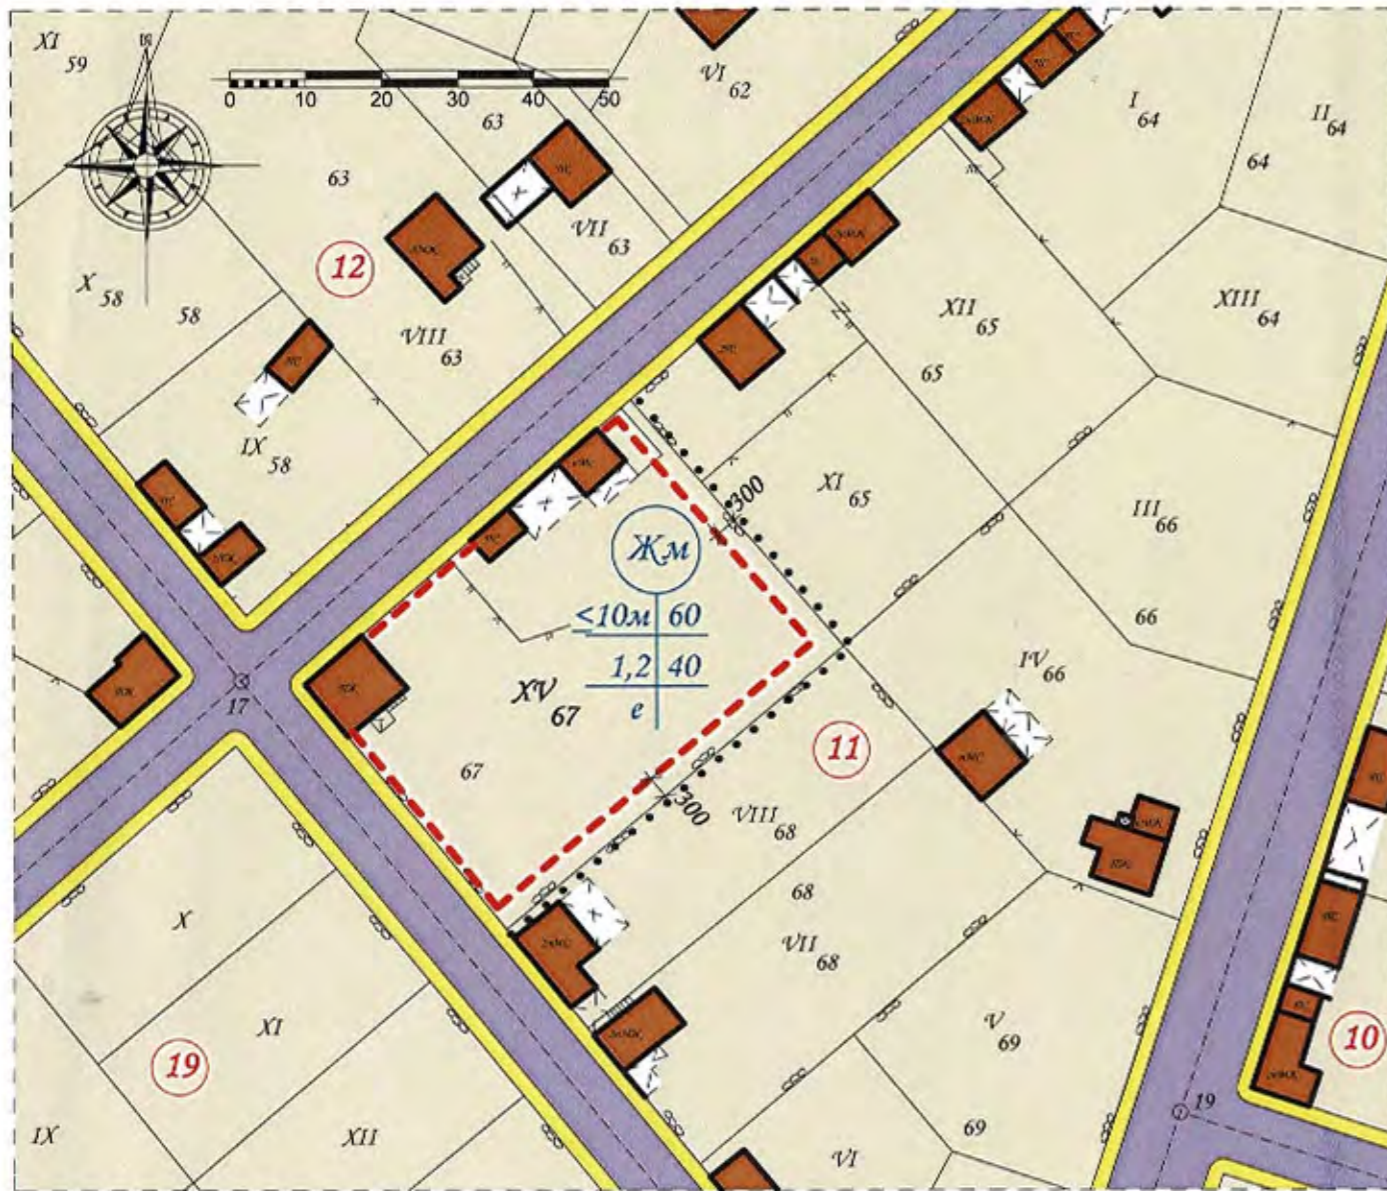 XI 59
0 10 20 30 40 50
VI 62
I 64
II 64
64
63
63
VII 63
12
X 58
58
VIII 63
XII 65
XIII 64
65
IX 58
XI 65
300
III 66
Жм
<10м 60
1,2 40
е
66
IV 66
XV 67
17
67
11
300
VIII 68
68
VII 68
X
V 69
XI
19
10
19
IX
XII
69
VI